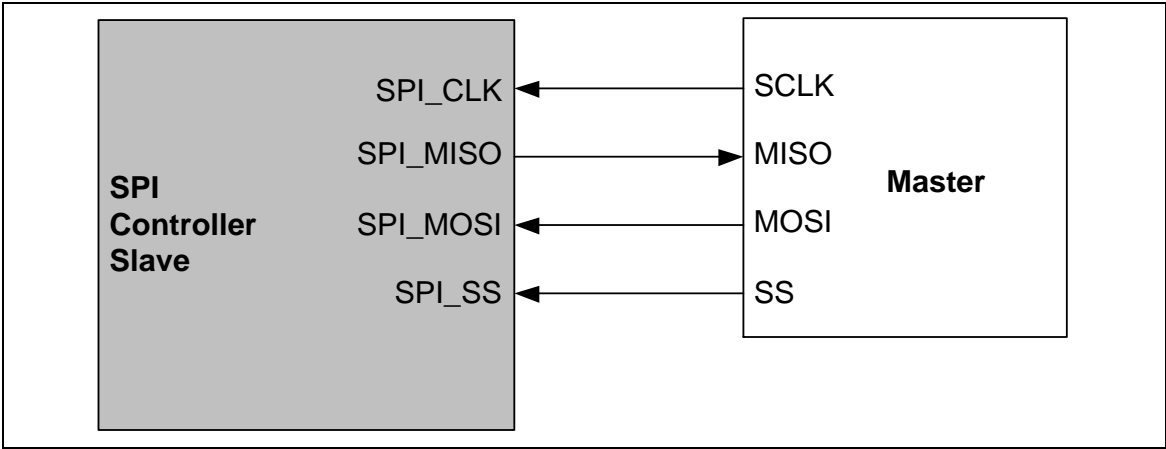 SPI_CLK
SPI_MISO
SPI_MOSI
SPI_SS
SPI
Controller
Slave
SCLK
MISO
MOSI
SS
Master